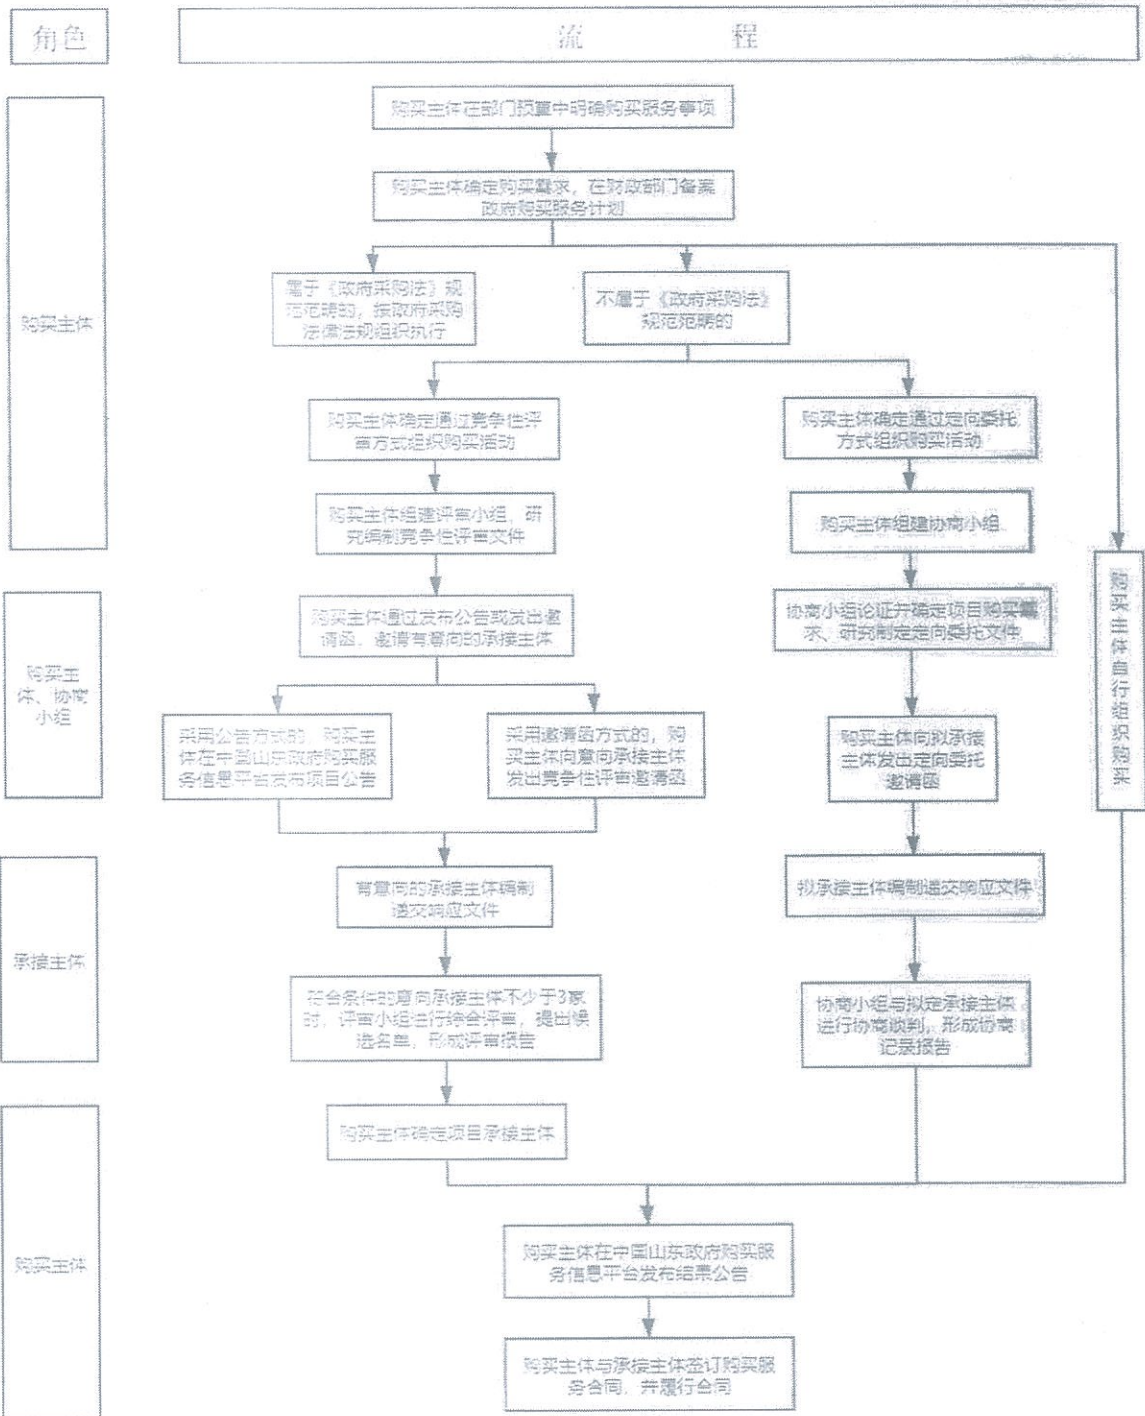 角色
流 程
购买主体在部门预算中明确购买服务事项
购买主体确定购买需求，在财政部门备案
政府购买服务计划
购买主体
属于《政府采购法》规
范范畴的，按政府采购
法律法规组织执行
不属于《政府采购法》
规范范畴的
购买主体确定通过竞争性评
审方式组织购买活动
购买主体确定通过定向委托
方式组织购买活动
购买主体组建评审小组、研
究编制竞争性评审文件
购买主体组建协商小组
购买主体自行组织购买
购买主
体、协商
小组
购买主体通过发布公告或发出邀
请函、邀请有意向的承接主体
协商小组论证并确定项目购买需
求、研究制定定向委托文件
采用公告方式的，购买主
体在中国山东政府购买服
务信息平台发布项目公告
采用邀请函方式的，购
买主体向意向承接主体
发出竞争性评审邀请函
购买主体向拟承接
主体发出定向委托
邀请函
承接主体
有意向的承接主体编制
递交响应文件
拟承接主体编制递交响应文件
符合条件的意向承接主体不少于3家
时，评审小组进行综合评审，提出候
选名单，形成评审报告
协商小组与拟定承接主体
进行协商谈判，形成协商
记录报告
购买主体
购买主体确定项目承接主体
购买主体在中国山东政府购买服
务信息平台发布结果公告
购买主体与承接主体签订购买服
务合同、并履行合同